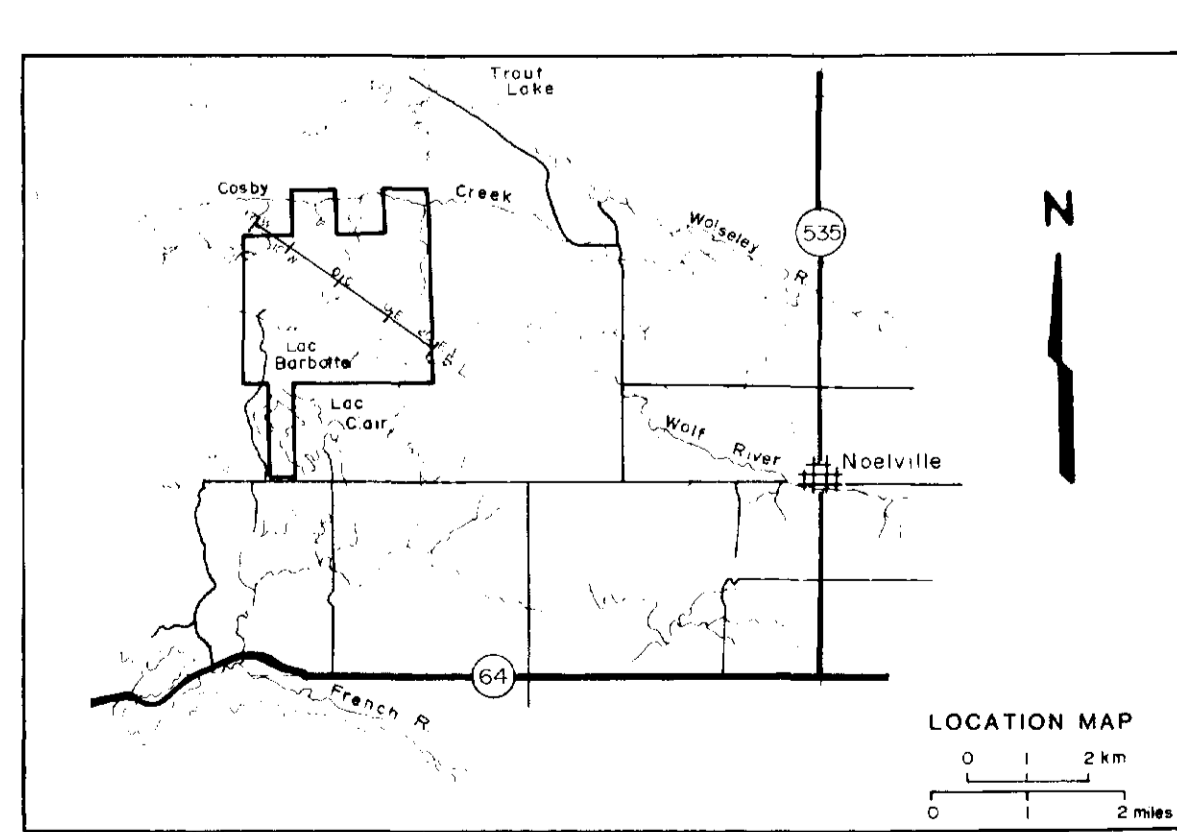 Trout
Lake
Cosby Creek
Wolseley
R.
535
N
Lac
Barbotte
Lac
Clair
Wolf River
Noelville
64
French R.
LOCATION MAP
0 1 2 km
0 1 2 miles